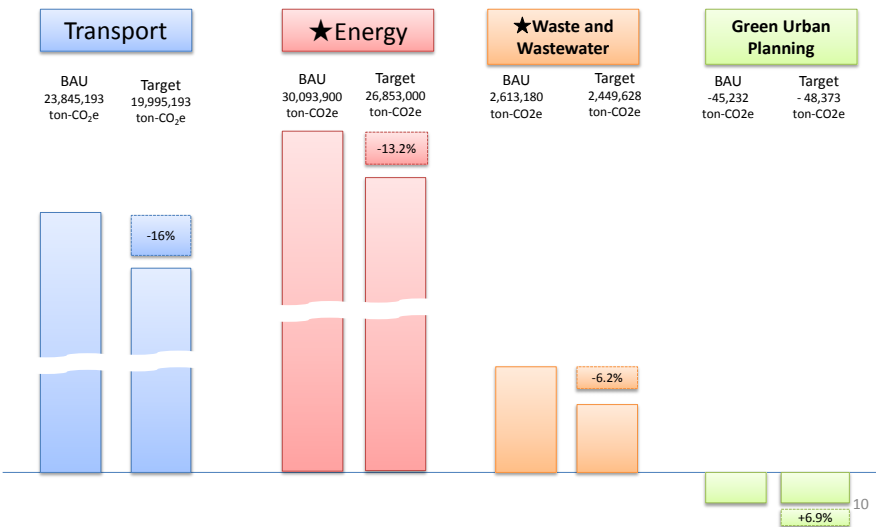 Transport
★Energy
★Waste and
Wastewater
Green Urban
Planning
BAU
23,845,193
ton-CO₂e
Target
19,995,193
ton-CO₂e
BAU
30,093,900
ton-CO2e
Target
26,853,000
ton-CO2e
BAU
2,613,180
ton-CO2e
Target
2,449,628
ton-CO2e
BAU
-45,232
ton-CO2e
Target
- 48,373
ton-CO2e
-16%
-13.2%
-6.2%
+6.9%
10